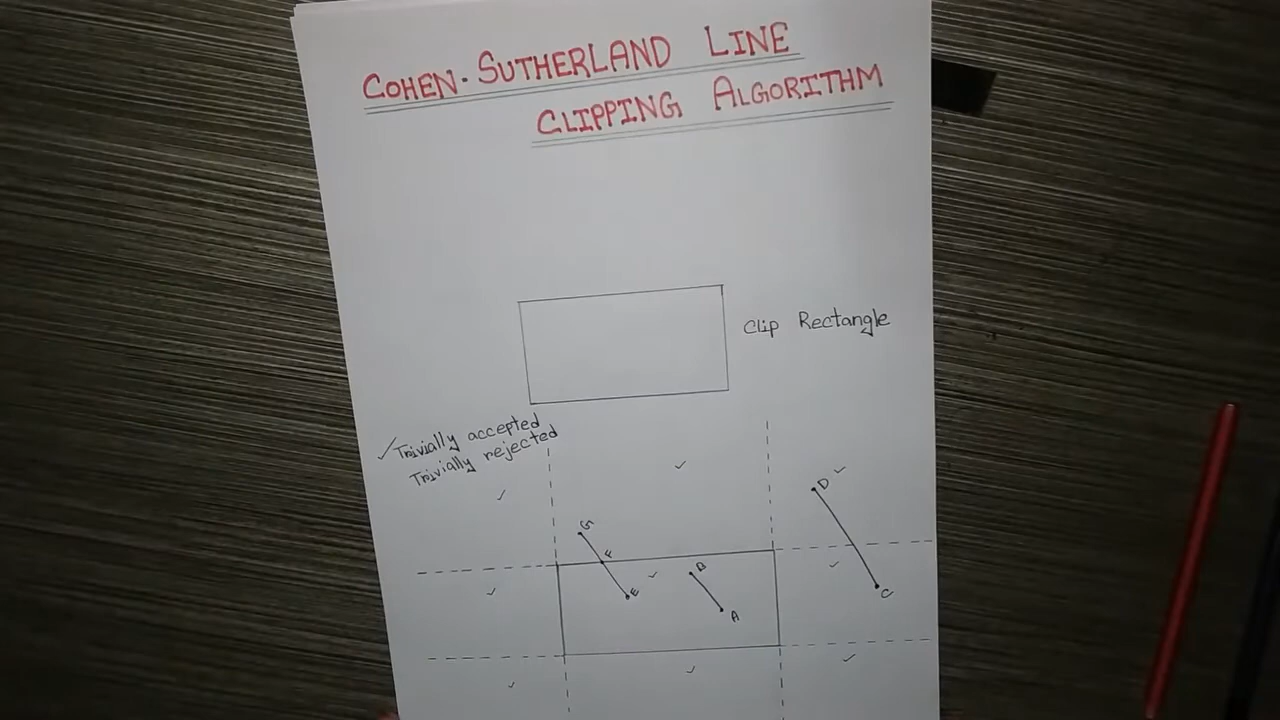 COHEN-SUTHERLAND LINE
CLIPPING ALGORITHM
Clip Rectangle
✓Trivially accepted
Trivially rejected
D
G
F
B
E
A
C